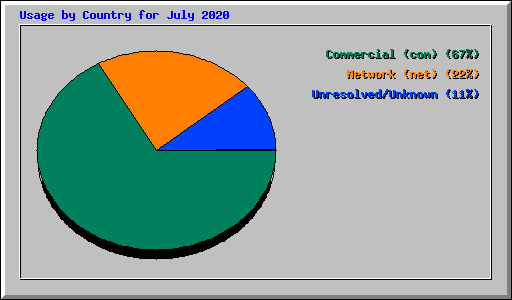 Usage by Country for July 2020
Commercial (com) (67%)
Network (net) (22%)
Unresolved/Unknown (11%)